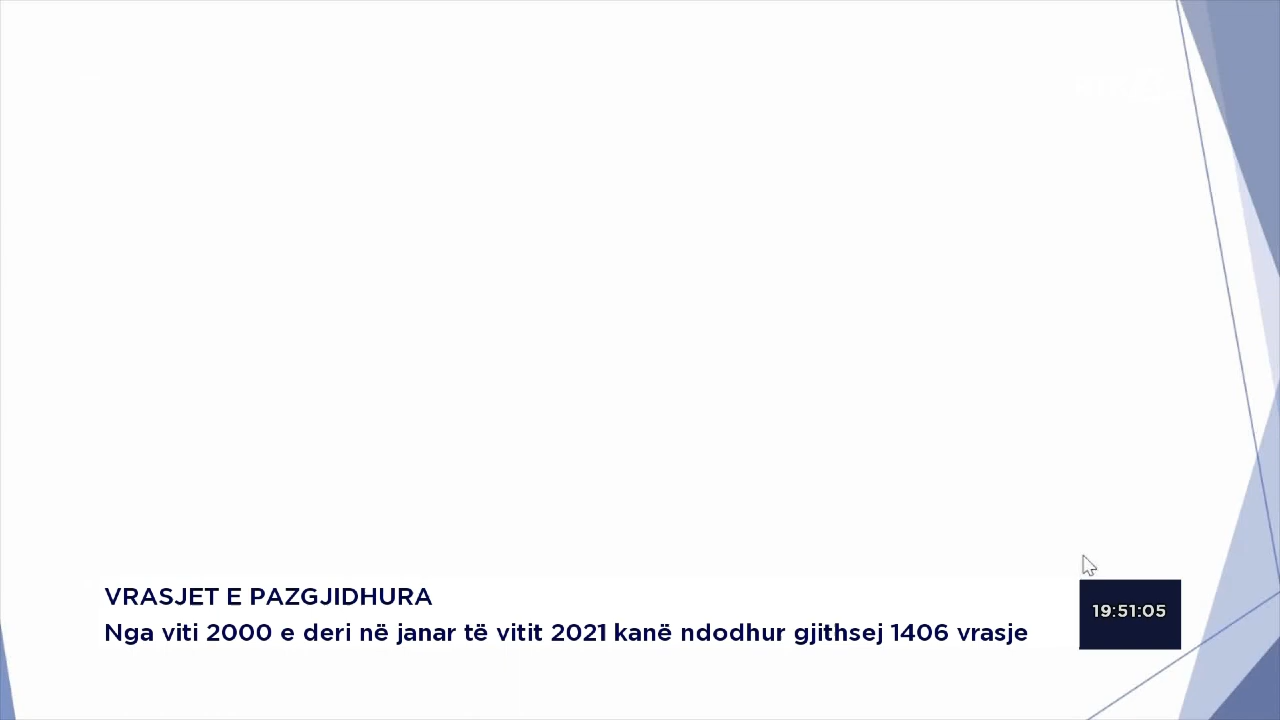 VRASJET E PAZGJIDHURA
Nga viti 2000 e deri në janar të vitit 2021 kanë ndodhur gjithsej 1406 vrasje
19:51:05